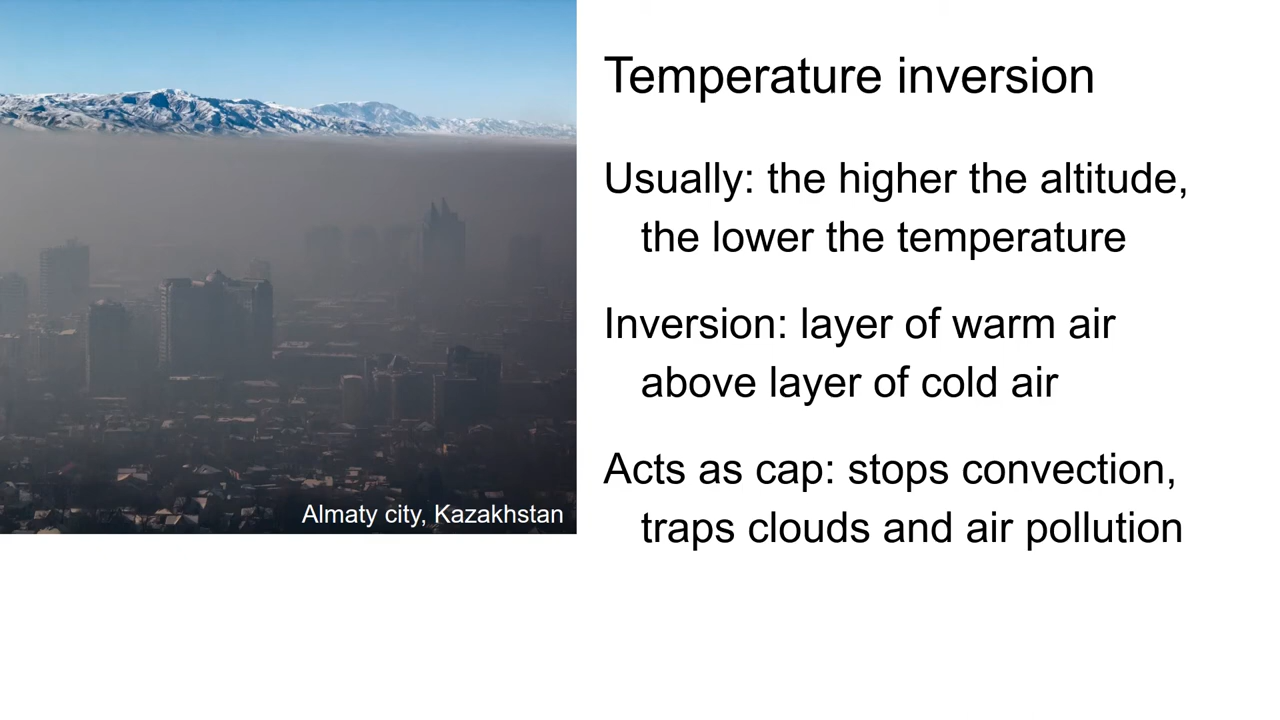 Temperature inversion
Usually: the higher the altitude,
the lower the temperature
Inversion: layer of warm air
above layer of cold air
Acts as cap: stops convection,
traps clouds and air pollution
Almaty city, Kazakhstan